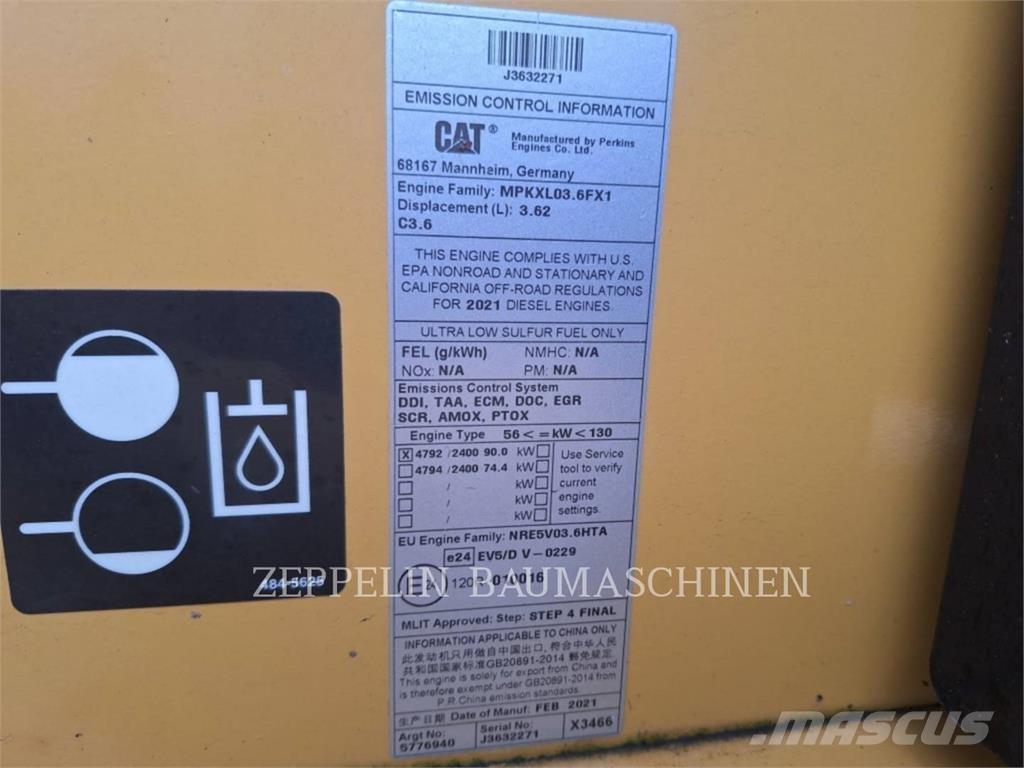 J3632271
EMISSION CONTROL INFORMATION
CAT® Manufactured by Perkins
Engines Co. Ltd.
68167 Mannheim, Germany
Engine Family: MPKXL03.6FX1
Displacement (L): 3.62
C3.6
THIS ENGINE COMPLIES WITH U.S.
EPA NONROAD AND STATIONARY AND
CALIFORNIA OFF-ROAD REGULATIONS
FOR 2021 DIESEL ENGINES.
ULTRA LOW SULFUR FUEL ONLY
FEL (g/kWh) NMHC: N/A
NOx: N/A PM: N/A
Emissions Control System
DDI, TAA, ECM, DOC, EGR
SCR, AMOX, PTOX
Engine Type 56 < = kW < 130
X 4792 / 2400 90.0 kW
4794 / 2400 74.4 kW
/ kW
/ kW
/ kW
Use Service
tool to verify
current
engine
settings.
EU Engine Family: NRE5V03.6HTA
e24 EV5/D V-0229
E 24 120R-010016
MLIT Approved: Step: STEP 4 FINAL
INFORMATION APPLICABLE TO CHINA ONLY
此发动机只用做自中国出口, 符合中华人民
共和国国家标准GB20891-2014 豁免规定.
This engine is solely for export from China and
is therefore exempt under GB20891-2014 from
P.R.China emission standards.
生产日期 Date of Manuf: FEB 2021
Argt No:
5776940
Serial No:
J3632271
X3466
484-5625
ZEPPELIN BAUMASCHINEN
MASCUS